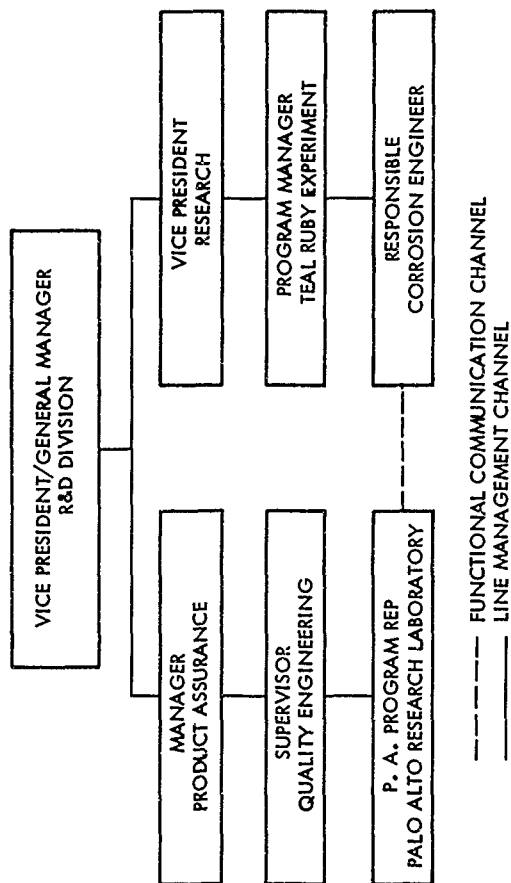 VICE PRESIDENT/GENERAL MANAGER
R&D DIVISION
MANAGER
PRODUCT ASSURANCE
VICE PRESIDENT
RESEARCH
SUPERVISOR
QUALITY ENGINEERING
PROGRAM MANAGER
TEAL RUBY EXPERIMENT
P. A. PROGRAM REP
PALO ALTO RESEARCH LABORATORY
RESPONSIBLE
CORROSION ENGINEER
FUNCTIONAL COMMUNICATION CHANNEL
LINE MANAGEMENT CHANNEL